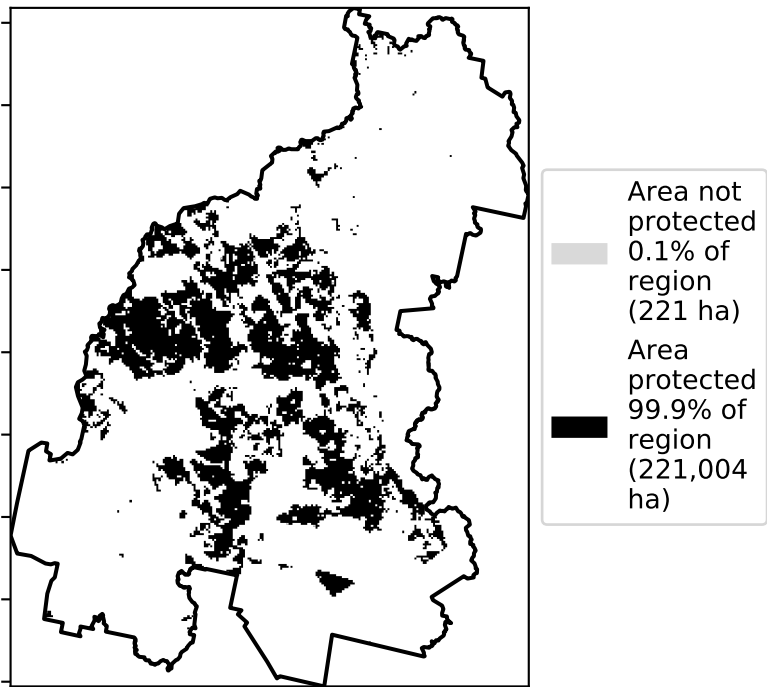 Area not
protected
0.1% of
region
(221 ha)
Area
protected
99.9% of
region
(221,004
ha)